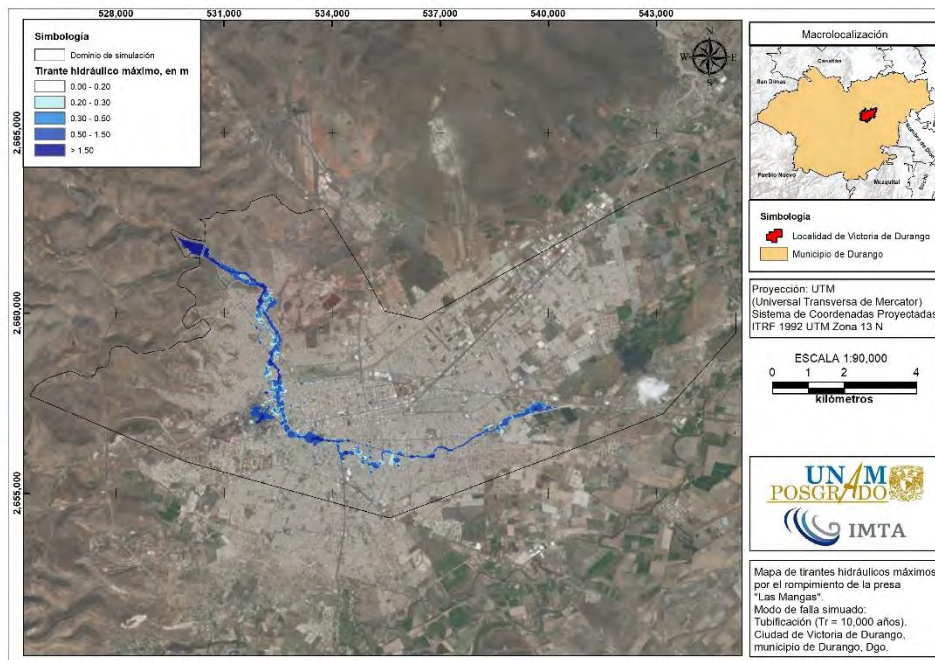 528,000 531,000 534,000 537,000 540,000 543,000
2,665,000
2,660,000
2,655,000
Simbología
Dominio de simulación
Tirante hidráulico máximo, en m
0.00 - 0.20
0.20 - 0.30
0.30 - 0.50
0.50 - 1.50
> 1.50
N
W E
S
Macrolocalización
Canatlán
San Dimas
Nombre de Dios
Pueblo Nuevo
Mezquital
Súchil
Simbología
Localidad de Victoria de Durango
Municipio de Durango
Proyección: UTM
(Universal Transversa de Mercator)
Sistema de Coordenadas Proyectadas
ITRF 1992 UTM Zona 13 N
ESCALA 1:90,000
0 1 2 4
kilómetros
UNAM
POSGRADO
IMTA
Mapa de tirantes hidráulicos máximos
por el rompimiento de la presa
"Las Mangas".
Modo de falla simuado:
Tubificación (Tr = 10,000 años).
Ciudad de Victoria de Durango,
municipio de Durango, Dgo.